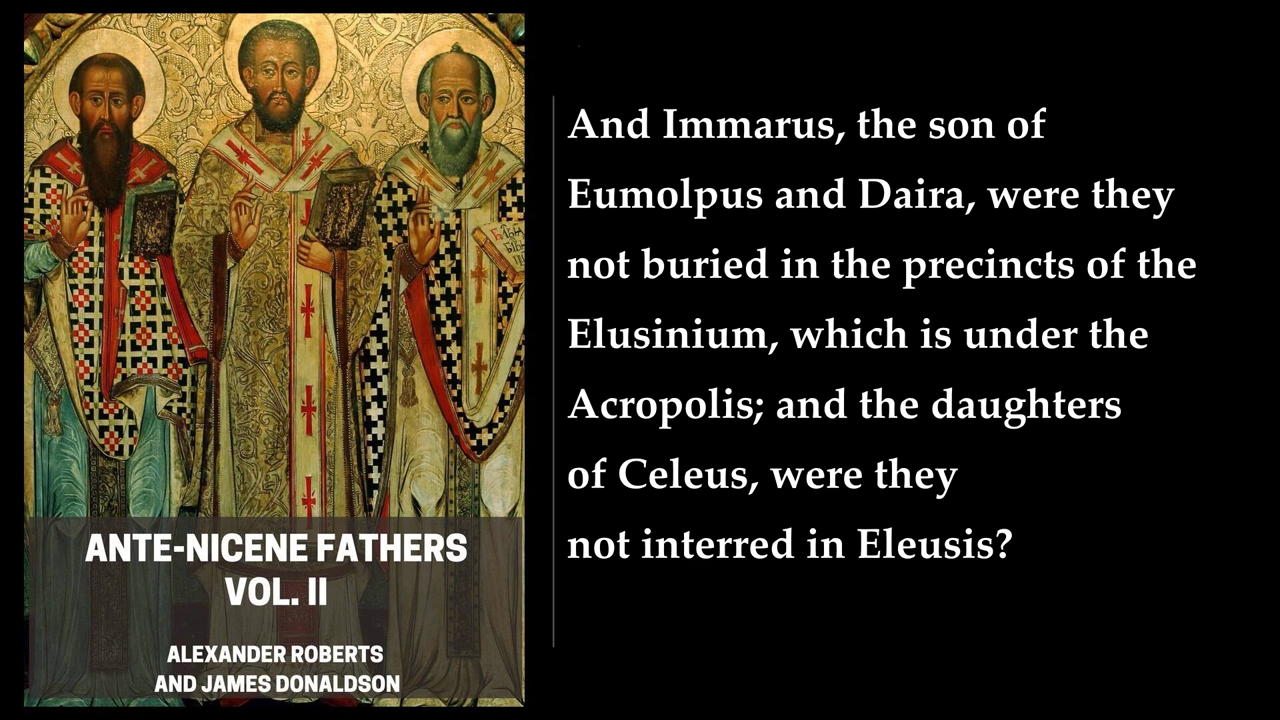 ANTE-NICENE FATHERS
VOL. II
ALEXANDER ROBERTS
AND JAMES DONALDSON
And Immarus, the son of
Eumolpus and Daira, were they
not buried in the precincts of the
Elusinium, which is under the
Acropolis; and the daughters
of Celeus, were they
not interred in Eleusis?